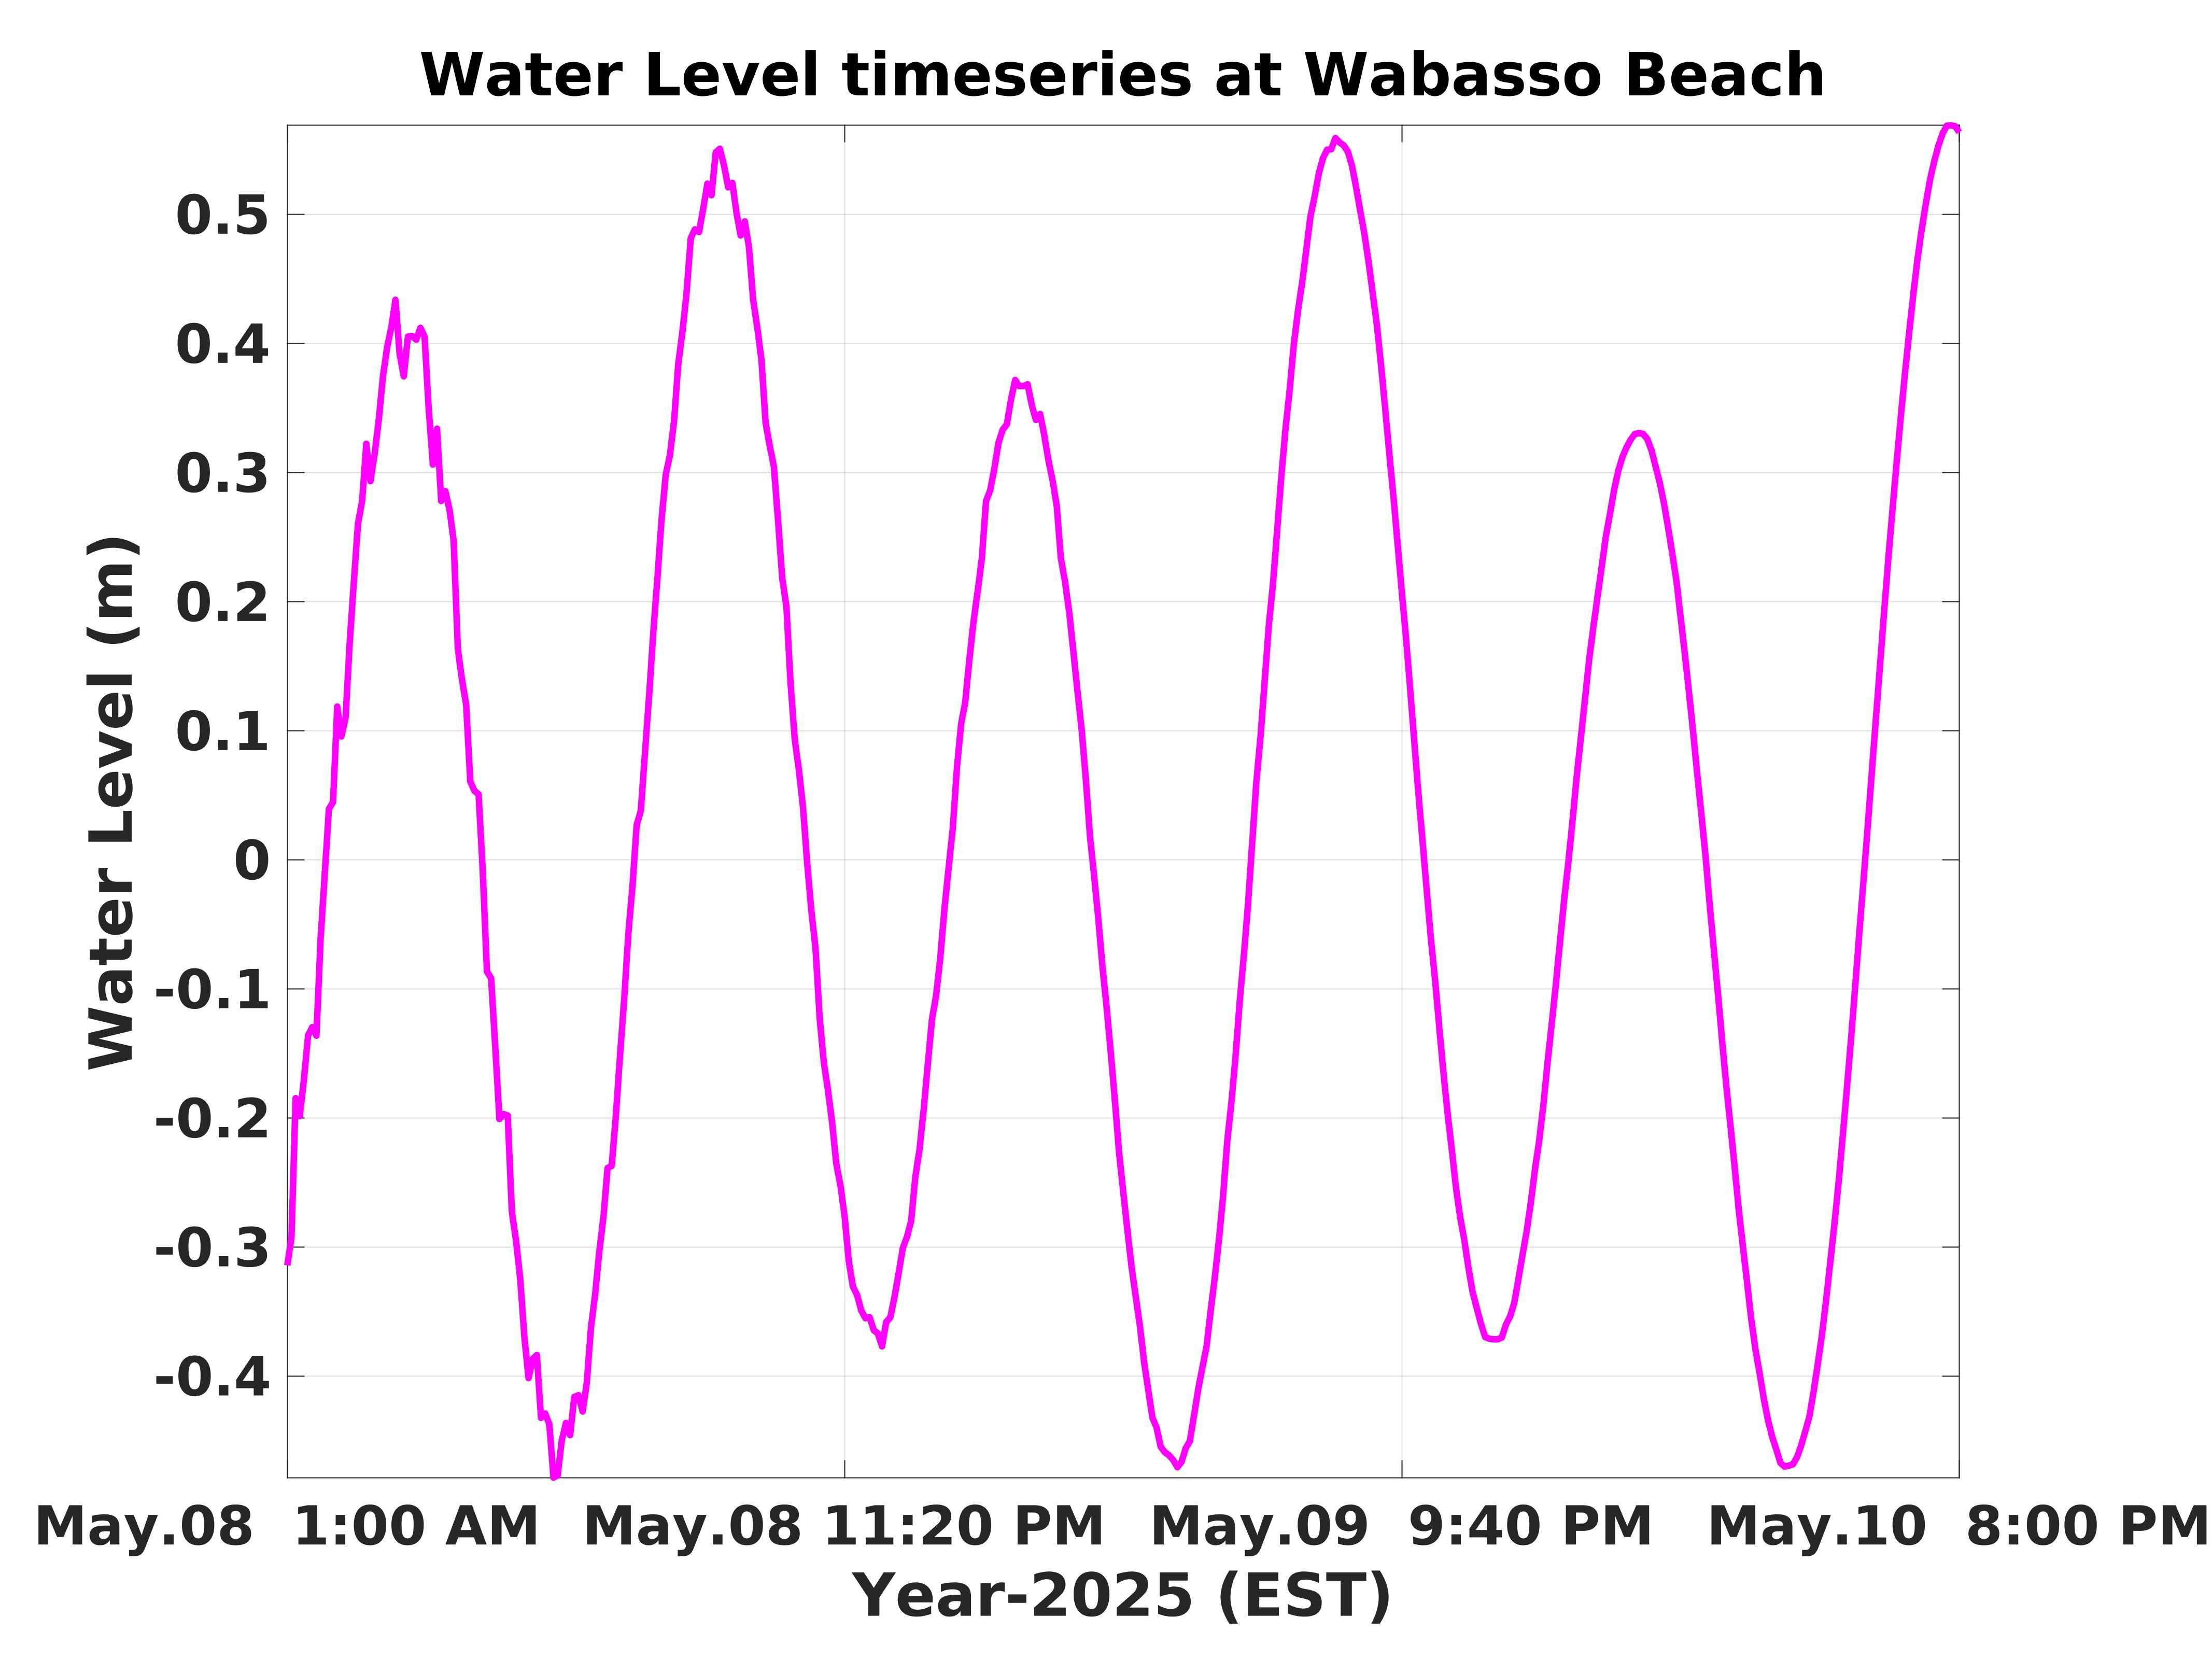 Water Level timeseries at Wabasso Beach
0.5
0.4
0.3
0.2
0.1
0
-0.1
-0.2
-0.3
-0.4
Water Level (m)
May.08 1:00 AM May.08 11:20 PM May.09 9:40 PM May.10 8:00 PM
Year-2025 (EST)